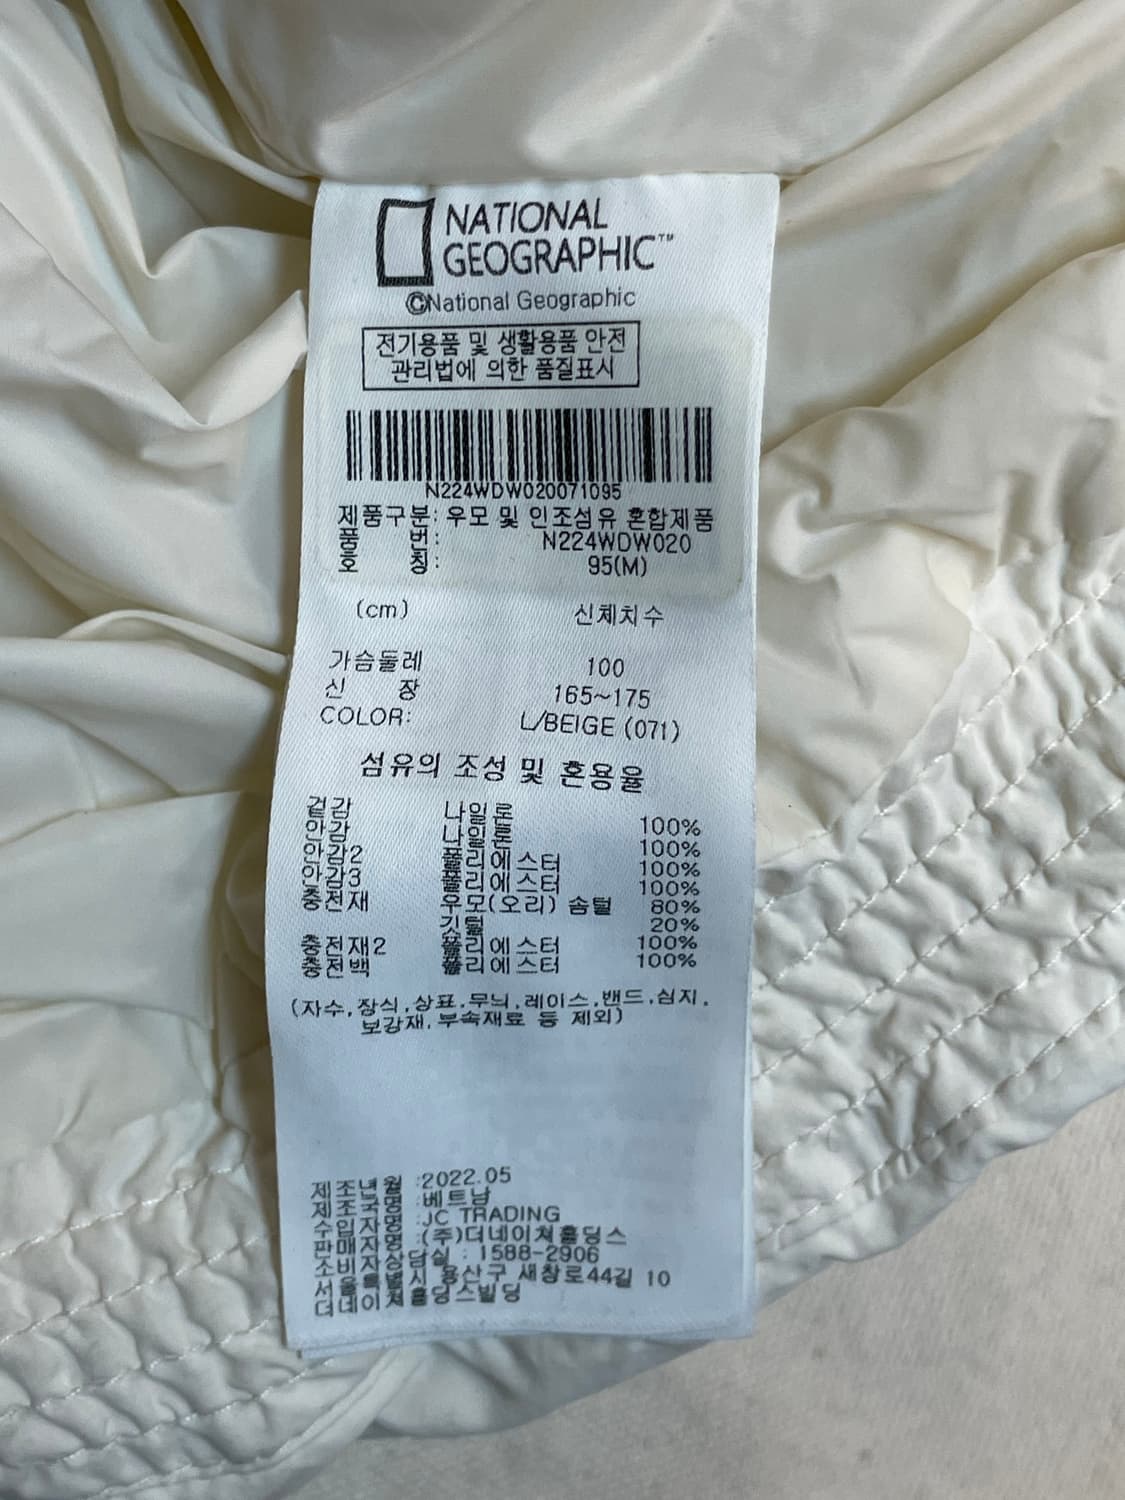 NATIONAL
GEOGRAPHIC™
©National Geographic
전기용품 및 생활용품 안전
관리법에 의한 품질표시
N224WDW020071095
제품구분: 우모 및 인조섬유 혼합제품
품 번: N224WDW020
호 칭: 95(M)
(cm) 신체치수
가슴둘레 100
신 장 165~175
COLOR: L/BEIGE (071)
섬유의 조성 및 혼용율
겉감 나일론 100%
안감 나일론 100%
안감2 폴리에스터 100%
안감3 폴리에스터 100%
충전재 우모(오리) 솜털 80%
깃털 20%
충전재2 폴리에스터 100%
충전백 폴리에스터 100%
(자수,장식,상표,무늬,레이스,밴드,심지,
보강재,부속재료 등 제외)
제조년월 :2022.05
제조국명 :베트남
수입자명 :JC TRADING
판매자명 :(주)더네이쳐홀딩스
소비자상담실 : 1588-2906
서울특별시 용산구 새창로44길 10
더네이쳐홀딩스빌딩